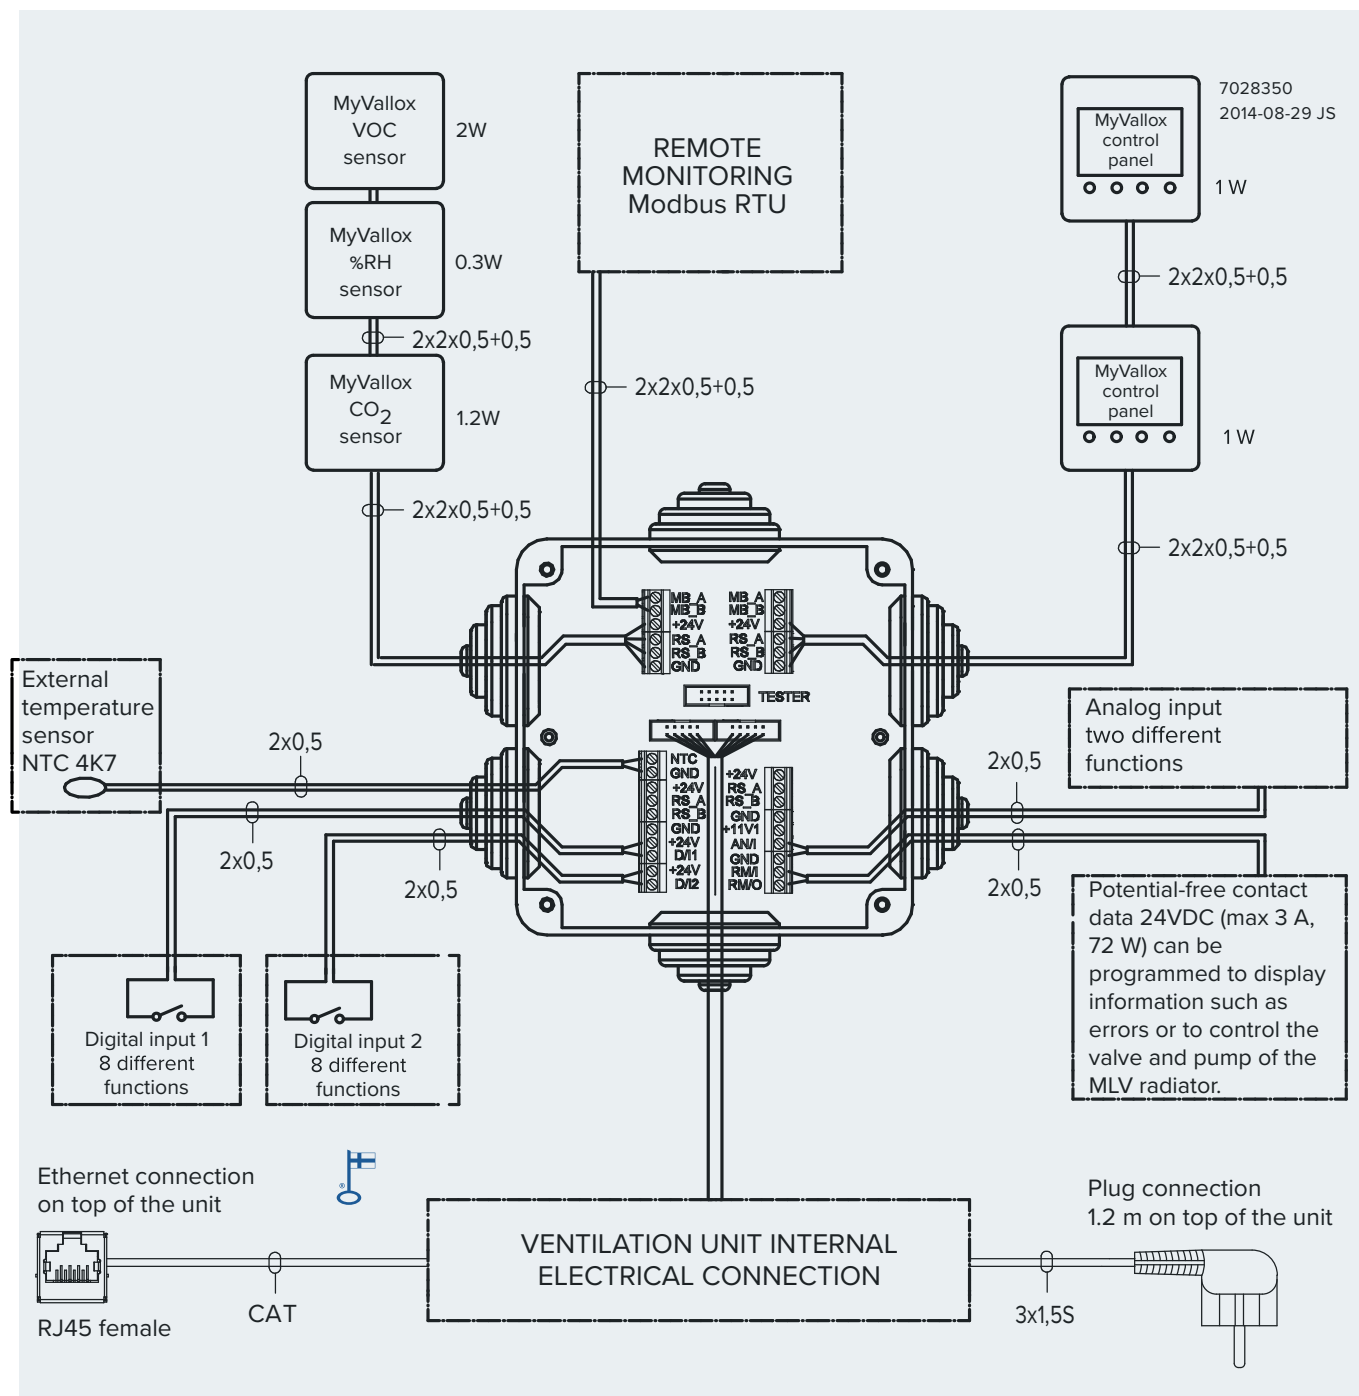 MyVallox
VOC
sensor
2W
MyVallox
%RH
sensor
0.3W
2x2x0,5+0,5
MyVallox
CO2
sensor
1.2W
2x2x0,5+0,5
REMOTE
MONITORING
Modbus RTU
2x2x0,5+0,5
7028350
2014-08-29 JS
MyVallox
control
panel
1 W
2x2x0,5+0,5
MyVallox
control
panel
1 W
2x2x0,5+0,5
MB_A
MB_B
+24V
RS_A
RS_B
GND
MB_A
MB_B
+24V
RS_A
RS_B
GND
TESTER
External
temperature
sensor
NTC 4K7
2x0,5
2x0,5
2x0,5
NTC
GND
+24V
RS_A
RS_B
GND
+24V
D/I1
+24V
D/I2
+24V
RS_A
RS_B
GND
+11V1
AN/I
GND
RM/I
RM/O
Analog input
two different
functions
2x0,5
2x0,5
Potential-free contact
data 24VDC (max 3 A,
72 W) can be
programmed to display
information such as
errors or to control the
valve and pump of the
MLV radiator.
Digital input 1
8 different
functions
Digital input 2
8 different
functions
Ethernet connection
on top of the unit
RJ45 female
CAT
®
VENTILATION UNIT INTERNAL
ELECTRICAL CONNECTION
3x1,5S
Plug connection
1.2 m on top of the unit